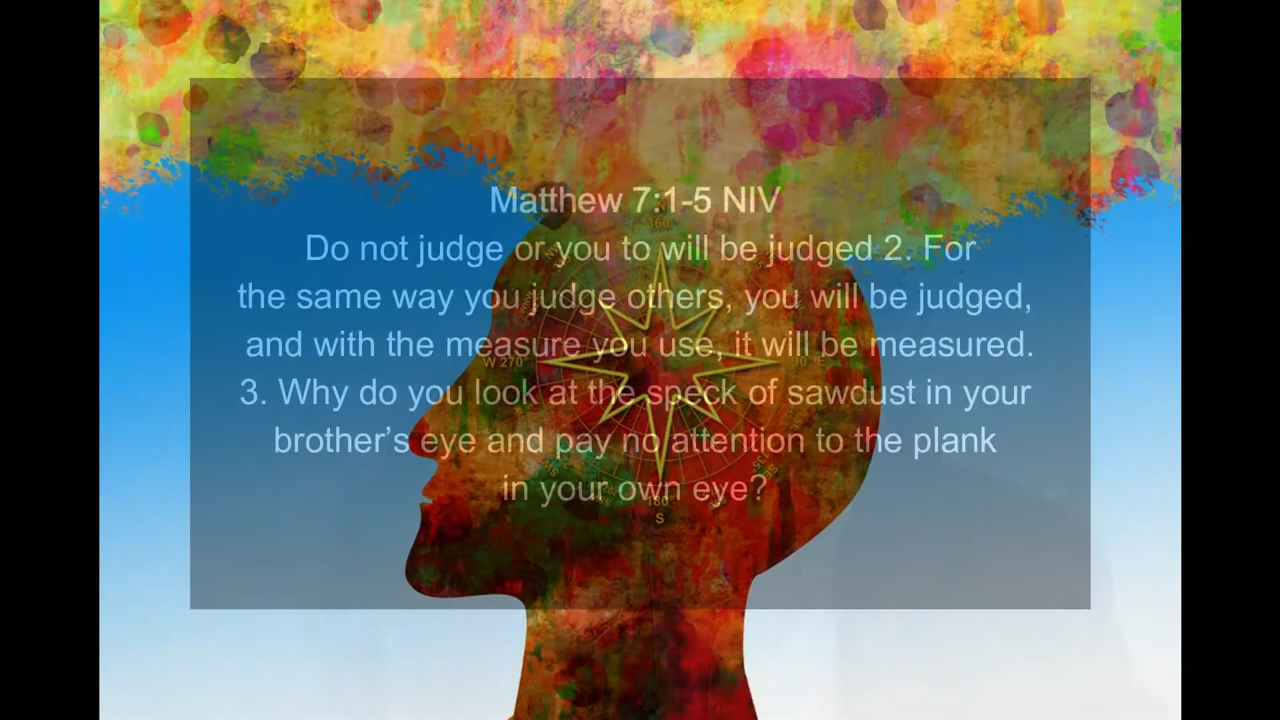 Matthew 7:1-5 NIV
Do not judge or you to will be judged 2. For
the same way you judge others, you will be judged,
and with the measure you use, it will be measured.
3. Why do you look at the speck of sawdust in your
brother’s eye and pay no attention to the plank
in your own eye?
W 270
90 E
180
S